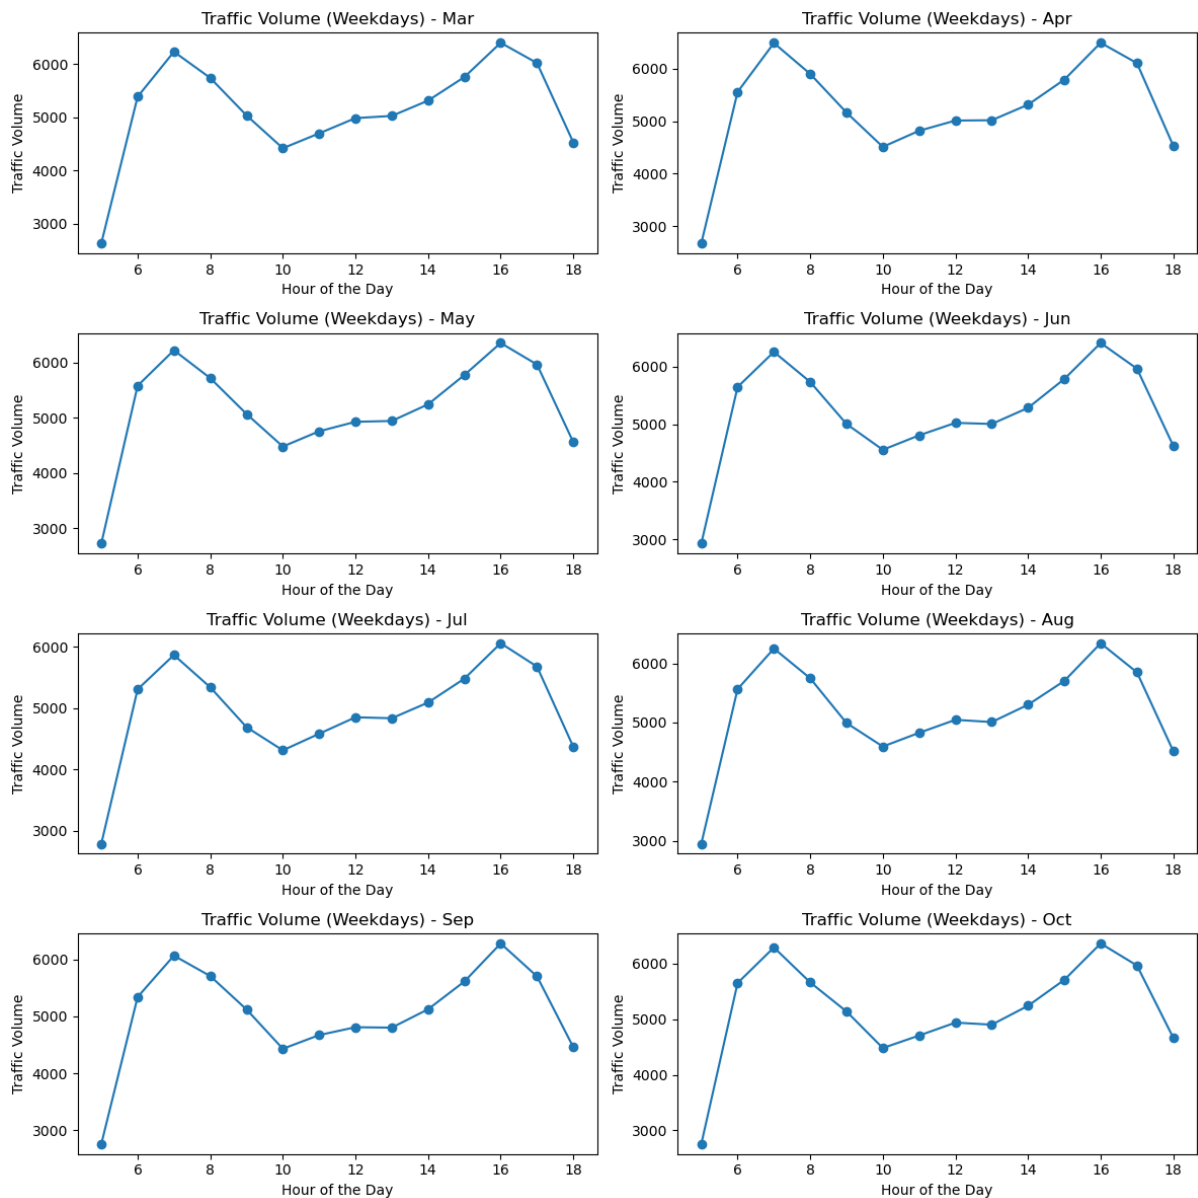 Traffic Volume (Weekdays) - Mar
Traffic Volume
6000
5000
4000
3000
6 8 10 12 14 16 18
Hour of the Day
Traffic Volume (Weekdays) - Apr
Traffic Volume
6000
5000
4000
3000
6 8 10 12 14 16 18
Hour of the Day
Traffic Volume (Weekdays) - May
Traffic Volume
6000
5000
4000
3000
6 8 10 12 14 16 18
Hour of the Day
Traffic Volume (Weekdays) - Jun
Traffic Volume
6000
5000
4000
3000
6 8 10 12 14 16 18
Hour of the Day
Traffic Volume (Weekdays) - Jul
Traffic Volume
6000
5000
4000
3000
6 8 10 12 14 16 18
Hour of the Day
Traffic Volume (Weekdays) - Aug
Traffic Volume
6000
5000
4000
3000
6 8 10 12 14 16 18
Hour of the Day
Traffic Volume (Weekdays) - Sep
Traffic Volume
6000
5000
4000
3000
6 8 10 12 14 16 18
Hour of the Day
Traffic Volume (Weekdays) - Oct
Traffic Volume
6000
5000
4000
3000
6 8 10 12 14 16 18
Hour of the Day